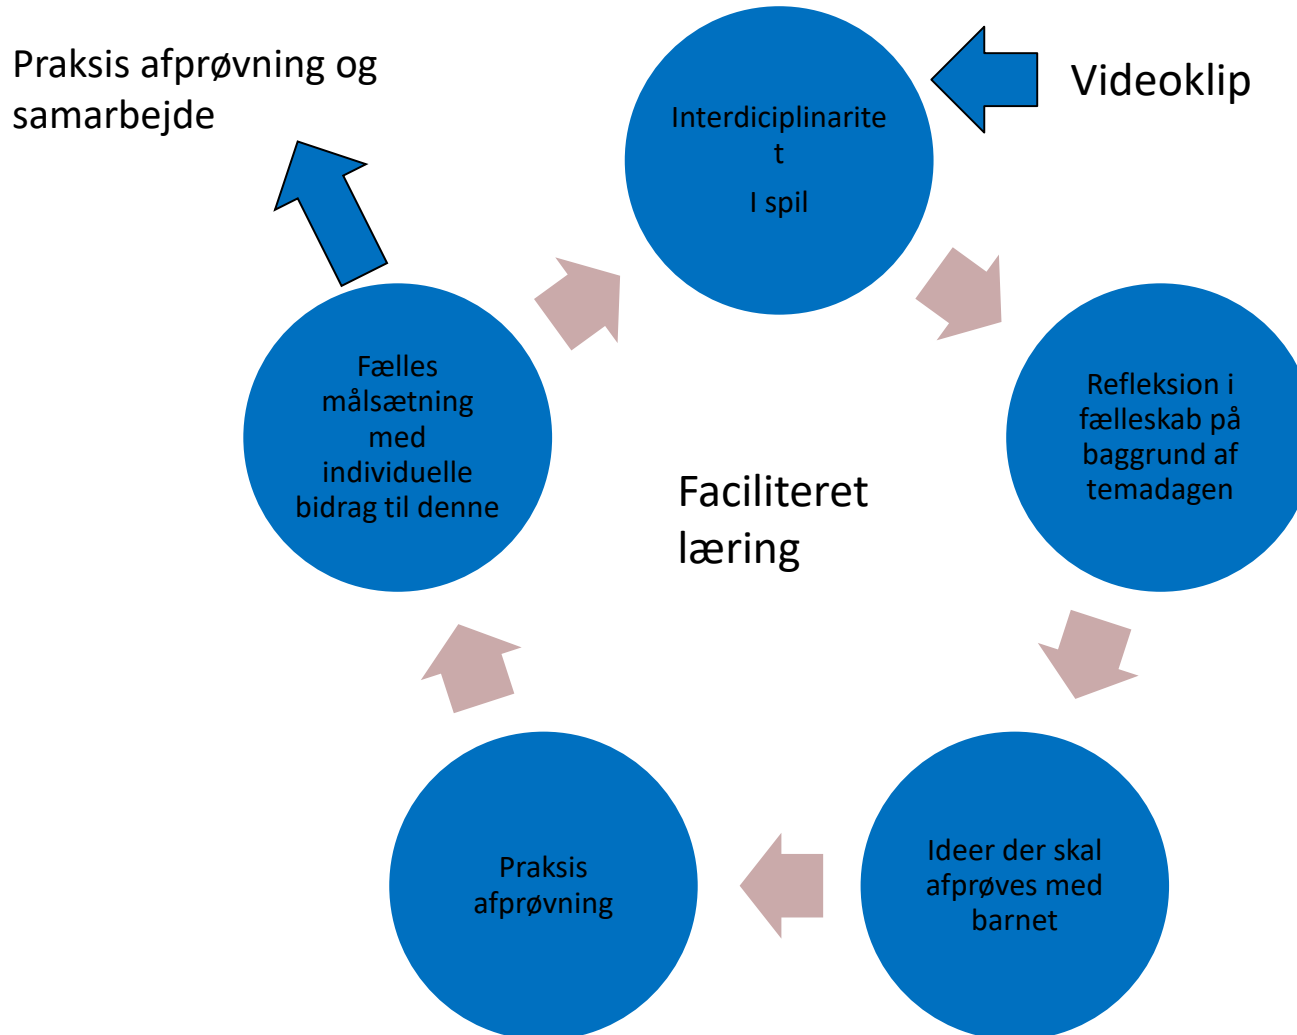 Praksis afprøvning og
samarbejde
Videoklip
Interdiciplinarite
t
I spil
Refleksion i
fælleskab på
baggrund af
temadagen
Ideer der skal
afprøves med
barnet
Praksis
afprøvning
Fælles
målsætning
med
individuelle
bidrag til denne
Faciliteret
læring